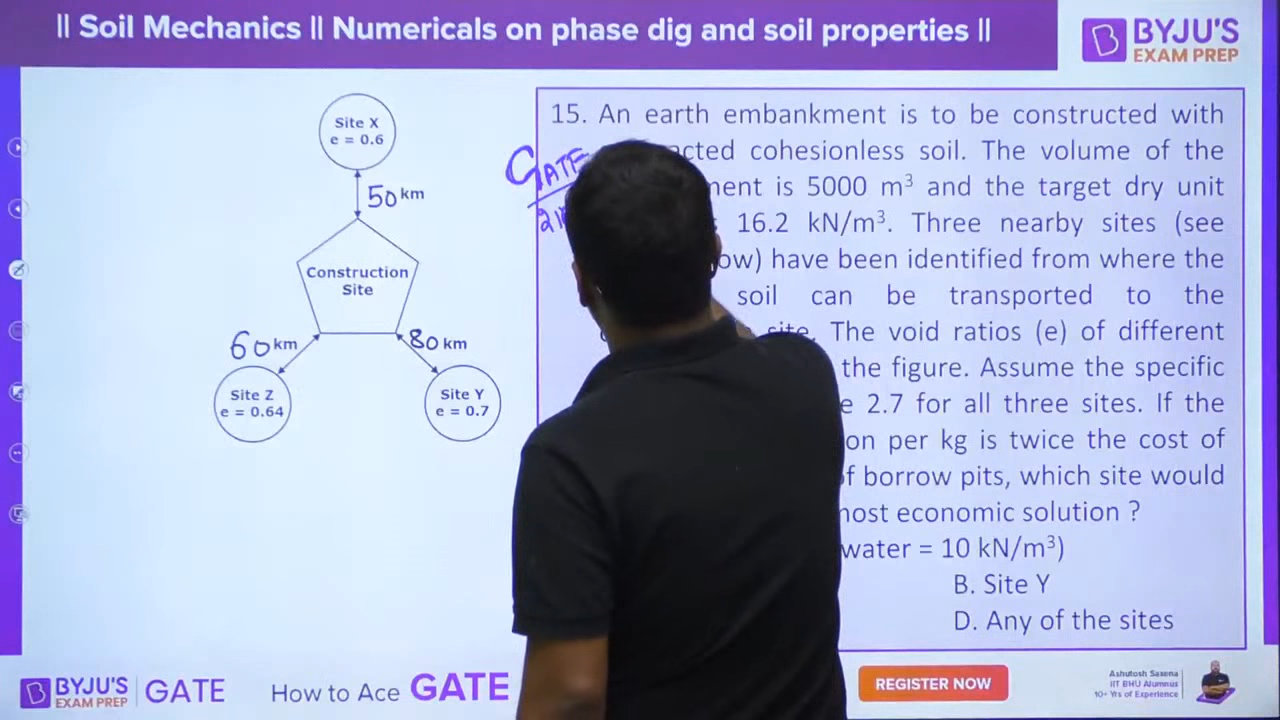 || Soil Mechanics || Numericals on phase dig and soil properties ||
BYJU'S
EXAM PREP
Site X
e = 0.6
50 km
Construction
Site
60 km
80 km
Site Z
e = 0.64
Site Y
e = 0.7
GATE
15. An earth embankment is to be constructed with
cohesionless soil. The volume of the
is 5000 m³ and the target dry unit
16.2 kN/m³. Three nearby sites (see
have been identified from where the
soil can be transported to the
site. The void ratios (e) of different
the figure. Assume the specific
2.7 for all three sites. If the
per kg is twice the cost of
of borrow pits, which site would
most economic solution ?
water = 10 kN/m³)
B. Site Y
D. Any of the sites
BYJU'S
EXAM PREP
GATE
How to Ace GATE
REGISTER NOW
Ashutosh Saxena
IIT BHU Alumnus
10+ Yrs of Experience